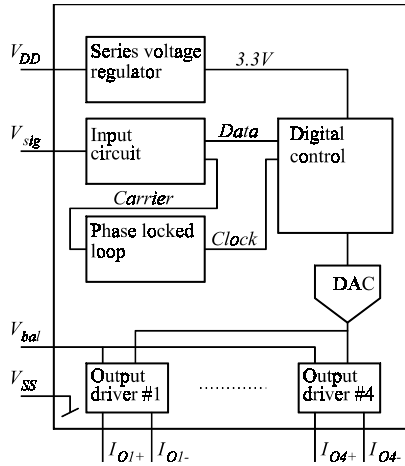 V_DD
Series voltage
regulator
3.3V
V_sig
Input
circuit
Data
Digital
control
Carrier
Phase locked
loop
Clock
DAC
V_bal
V_SS
Output
driver #1
Output
driver #4
I_O1+
I_O1-
I_O4+
I_O4-